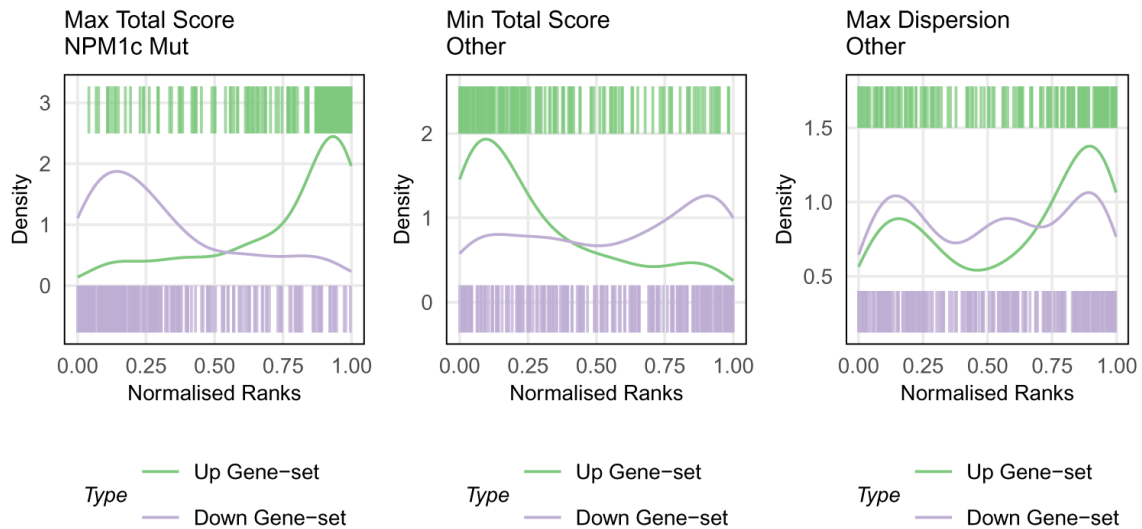 Max Total Score
NPM1c Mut
Density
3
2
1
0
0.00 0.25 0.50 0.75 1.00
Normalised Ranks
Type
Up Gene−set
Down Gene−set
Min Total Score
Other
Density
2
1
0
0.00 0.25 0.50 0.75 1.00
Normalised Ranks
Type
Up Gene−set
Down Gene−set
Max Dispersion
Other
Density
1.5
1.0
0.5
0.00 0.25 0.50 0.75 1.00
Normalised Ranks
Type
Up Gene−set
Down Gene−set